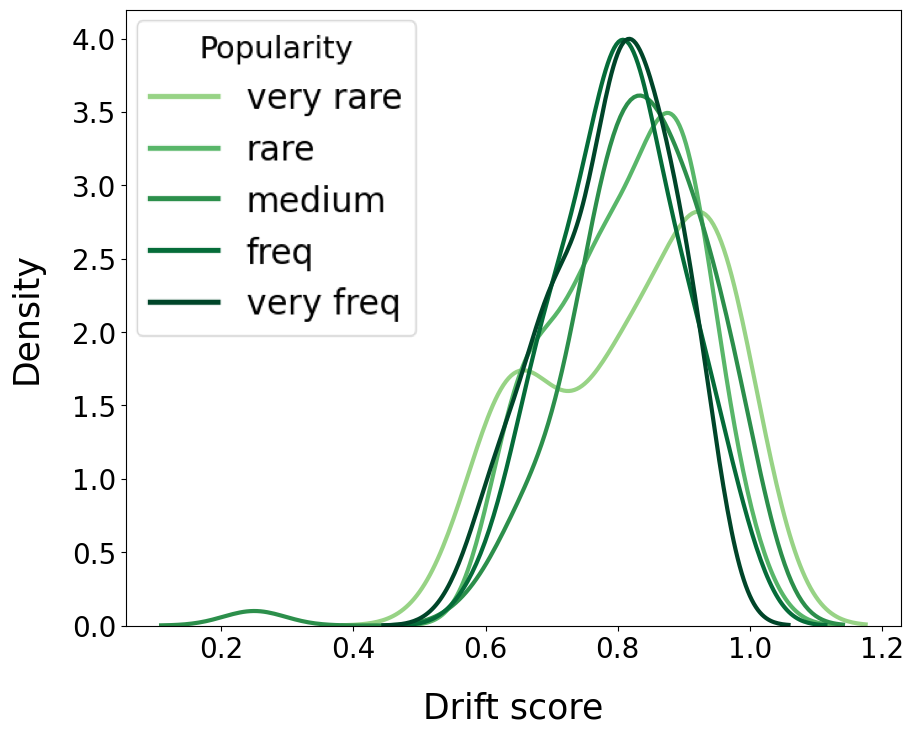 Popularity
very rare
rare
medium
freq
very freq
4.0
3.5
3.0
2.5
2.0
1.5
1.0
0.5
0.0
Density
0.2 0.4 0.6 0.8 1.0 1.2
Drift score